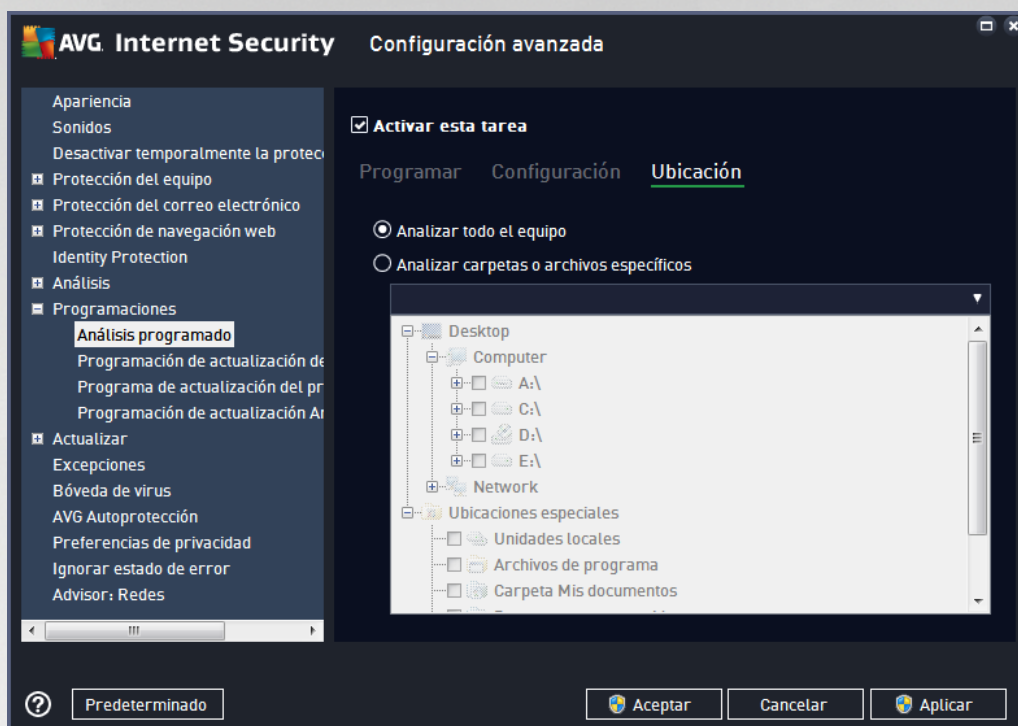 AVG. Internet Security Configuración avanzada
Apariencia
Sonidos
Desactivar temporalmente la protec
Protección del equipo
Protección del correo electrónico
Protección de navegación web
Identity Protection
Análisis
Programaciones
Análisis programado
Programación de actualización de
Programa de actualización del pr
Programación de actualización
Actualizar
Excepciones
Bóveda de virus
AVG Autoprotección
Preferencias de privacidad
Ignorar estado de error
Advisor: Redes
Activar esta tarea
Programar Configuración Ubicación
Analizar todo el equipo
Analizar carpetas o archivos específicos
Desktop
Computer
A:\
C:\
D:\
E:\
Network
Ubicaciones especiales
Unidades locales
Archivos de programa
Carpeta Mis documentos
Predeterminado
Aceptar Cancelar Aplicar